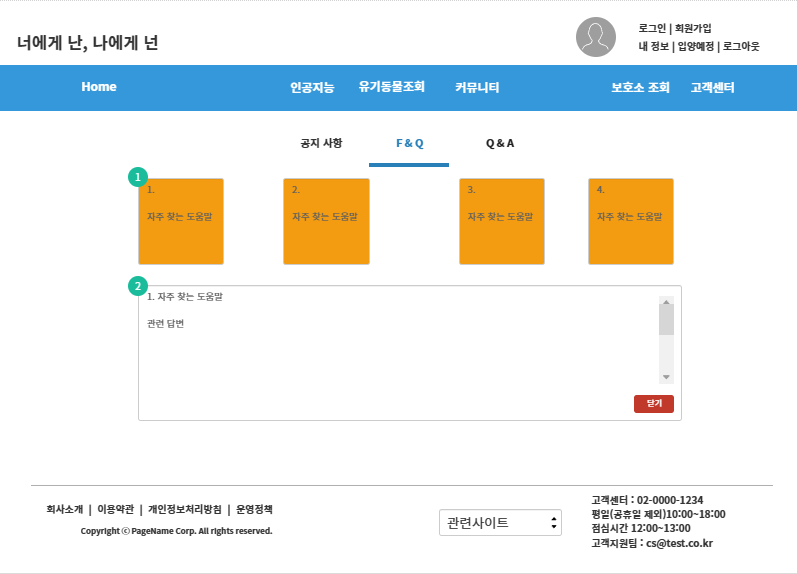 너에게 난, 나에게 넌
로그인 | 회원가입
내 정보 | 입양예정 | 로그아웃
Home 인공지능 유기동물조회 커뮤니티 보호소 조회 고객센터
공지 사항 F & Q Q & A
1
1. 2. 3. 4.
자주 찾는 도움말 자주 찾는 도움말 자주 찾는 도움말 자주 찾는 도움말
2
1. 자주 찾는 도움말
관련 답변
닫기
회사소개 | 이용약관 | 개인정보처리방침 | 운영정책
Copyright ⓒ PageName Corp. All rights reserved.
관련사이트
고객센터 : 02-0000-1234
평일(공휴일 제외)10:00~18:00
점심시간 12:00~13:00
고객지원팀 : cs@test.co.kr